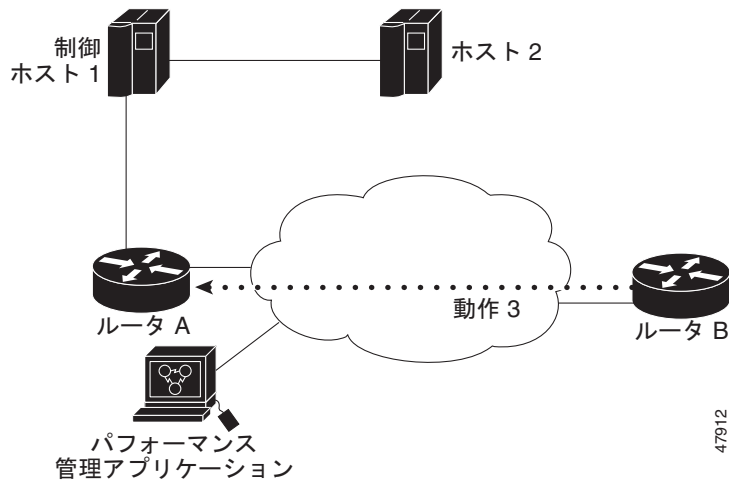 制御
ホスト 1
ホスト 2
動作 3
ルータ A
ルータ B
パフォーマンス
管理アプリケーション
47912